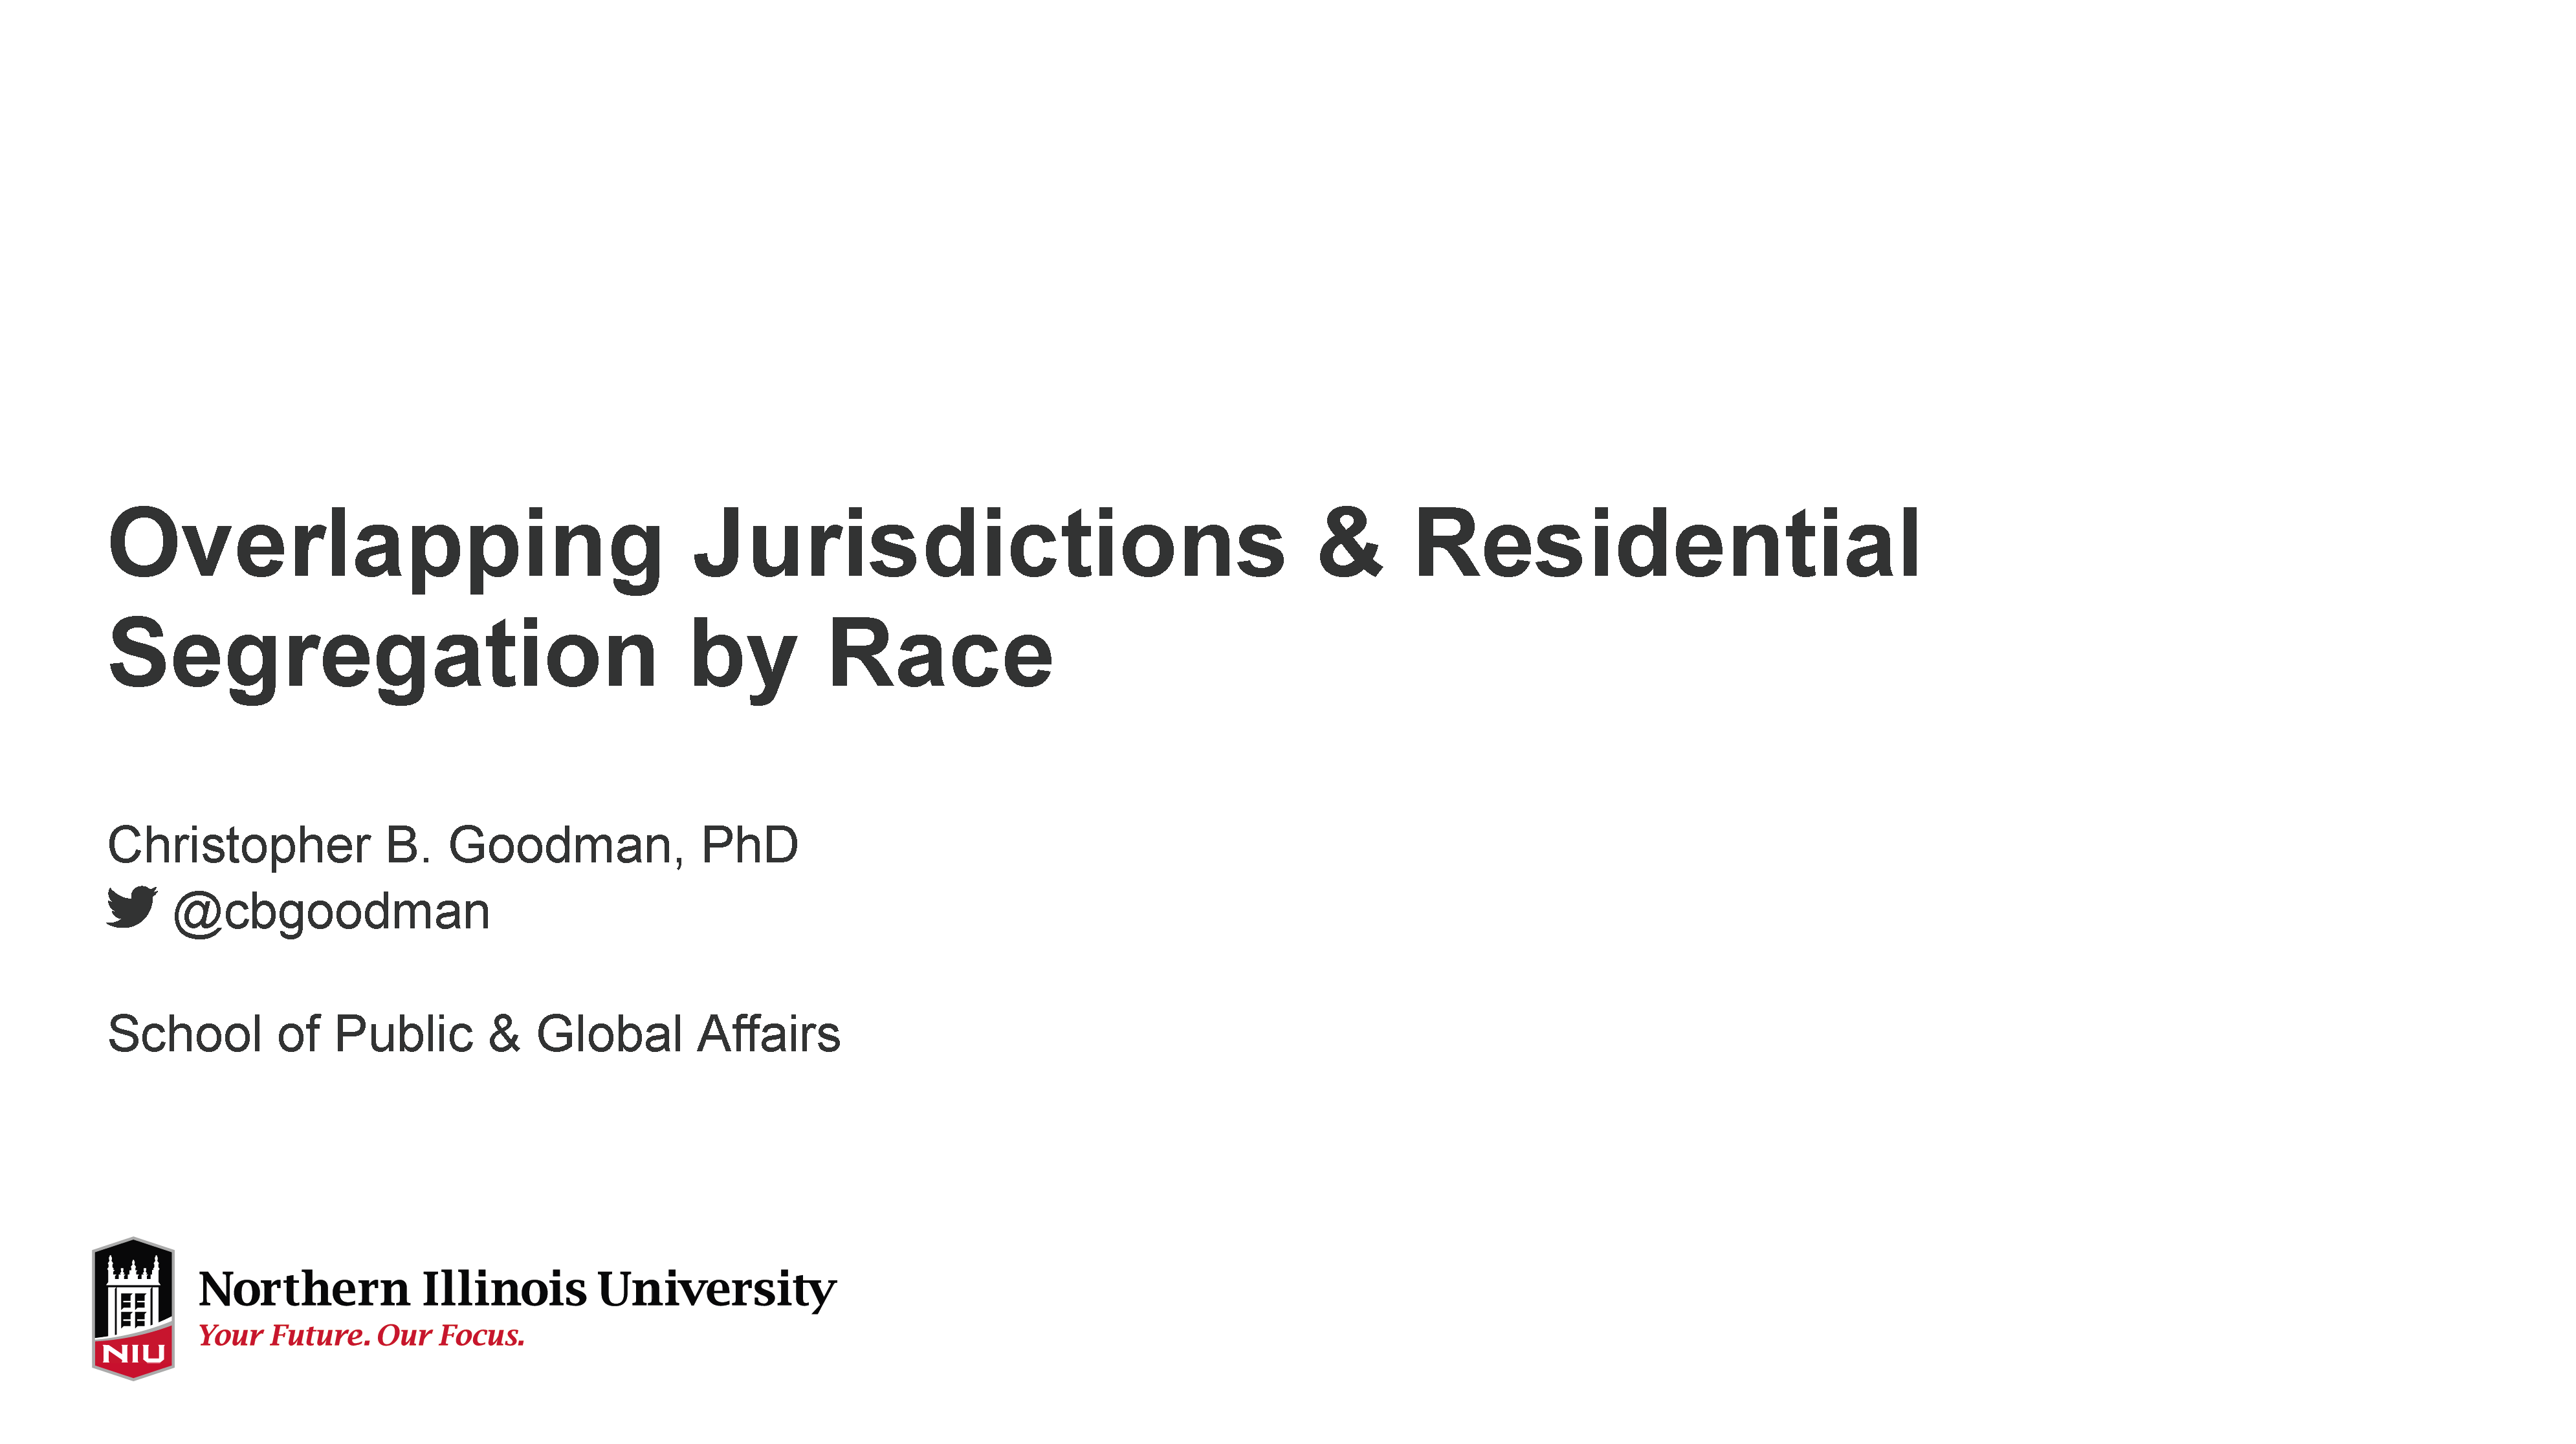 Overlapping Jurisdictions & Residential
Segregation by Race
Christopher B. Goodman, PhD
@cbgoodman
School of Public & Global Affairs
Northern Illinois University
Your Future. Our Focus.
NIU